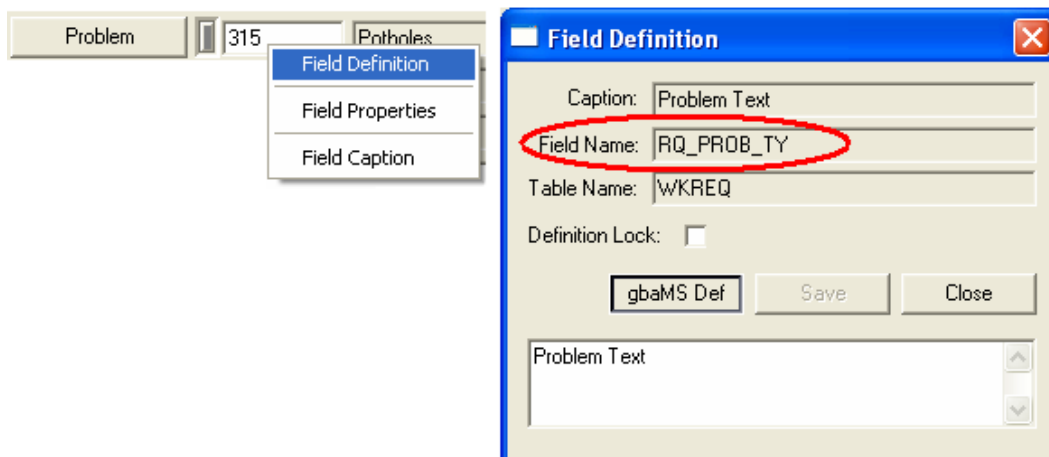 Problem 315 Potholes
Field Definition
Field Properties
Field Caption
Field Definition
Caption: Problem Text
Field Name: RQ_PROB_TY
Table Name: WKREQ
Definition Lock:
gbaMS Def Save Close
Problem Text